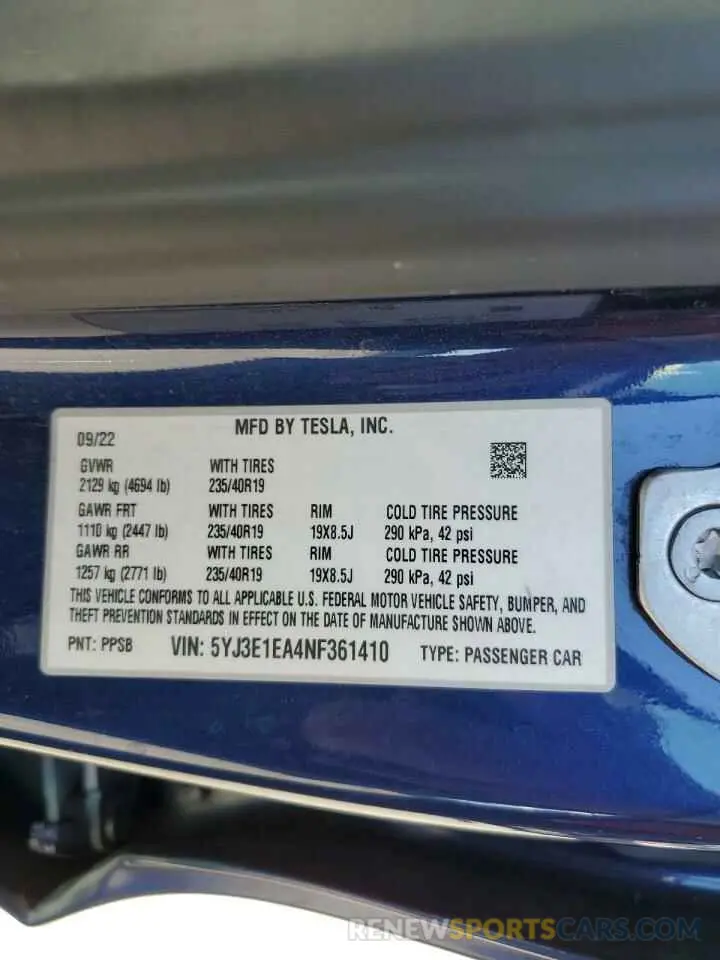 MFD BY TESLA, INC.
09/22
GVWR WITH TIRES
2129 kg (4694 lb) 235/40R19
GAWR FRT WITH TIRES RIM COLD TIRE PRESSURE
1110 kg (2447 lb) 235/40R19 19X8.5J 290 kPa, 42 psi
GAWR RR WITH TIRES RIM COLD TIRE PRESSURE
1257 kg (2771 lb) 235/40R19 19X8.5J 290 kPa, 42 psi
THIS VEHICLE CONFORMS TO ALL APPLICABLE U.S. FEDERAL MOTOR VEHICLE SAFETY, BUMPER, AND
THEFT PREVENTION STANDARDS IN EFFECT ON THE DATE OF MANUFACTURE SHOWN ABOVE.
PNT: PPSB VIN: 5YJ3E1EA4NF361410 TYPE: PASSENGER CAR
RENEWSPORTSCARS.COM